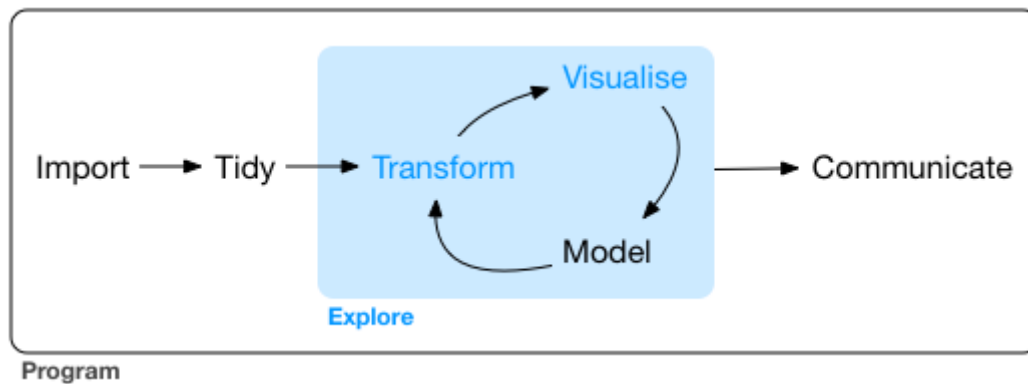 Visualise
Import Tidy Transform Communicate
Model
Explore
Program